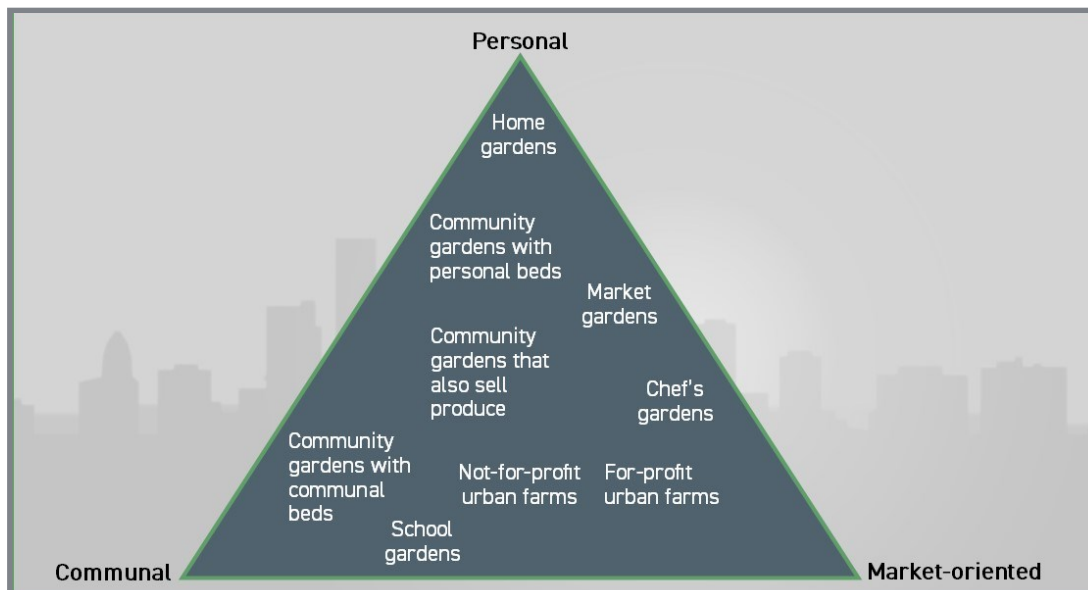 Personal
Home
gardens
Community
gardens with
personal beds
Market
gardens
Community
gardens that
also sell
produce
Chef's
gardens
Community
gardens with
communal
beds
Not-for-profit
urban farms
For-profit
urban farms
School
gardens
Communal
Market-oriented